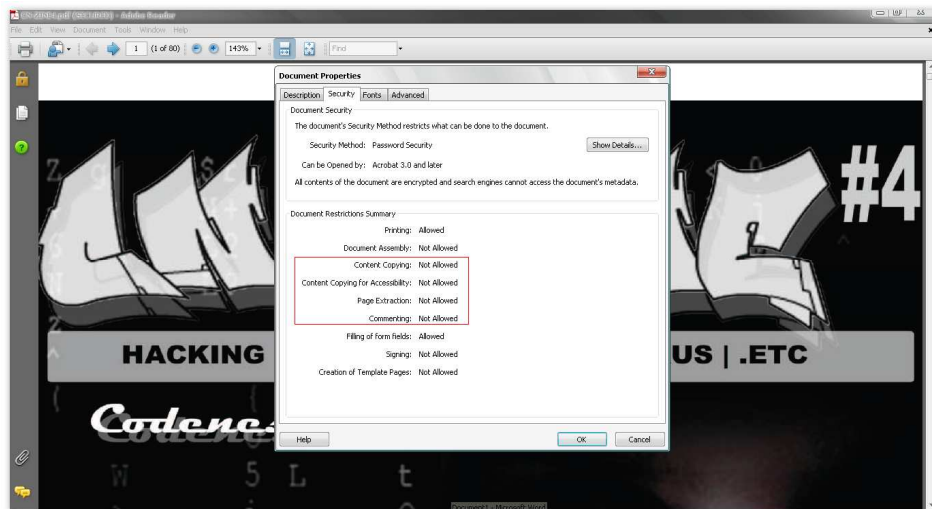 (SECURED) - Adobe Reader
File Edit View Document Tools Window Help
1 (1 of 80) 143% Find
Document Properties
Description Security Fonts Advanced
Document Security
The document's Security Method restricts what can be done to the document.
Security Method: Password Security
Show Details...
Can be Opened by: Acrobat 3.0 and later
All contents of the document are encrypted and search engines cannot access the document's metadata.
Document Restrictions Summary
Printing: Allowed
Document Assembly: Not Allowed
Content Copying: Not Allowed
Content Copying for Accessibility: Not Allowed
Page Extraction: Not Allowed
Commenting: Not Allowed
Filling of form fields: Allowed
Signing: Not Allowed
Creation of Template Pages: Not Allowed
Help OK Cancel
#4
HACKING US | .ETC
W 5 L t
Document1 - Microsoft Word